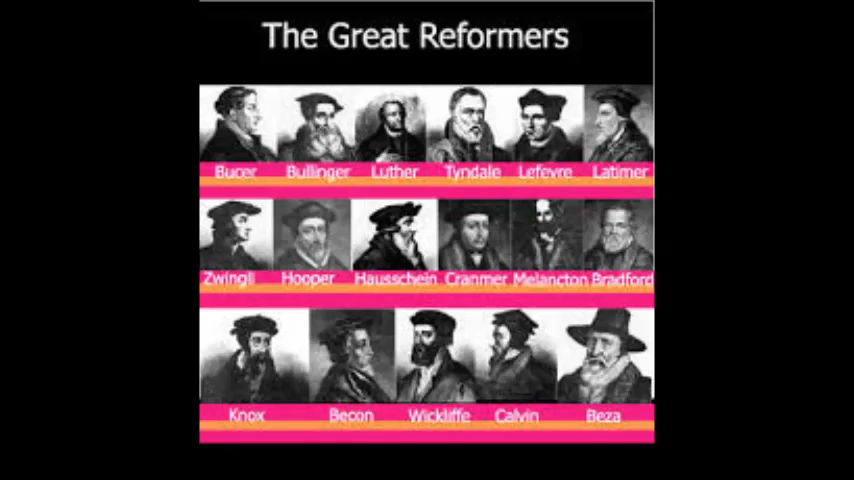 The Great Reformers
Bucer Bullinger Luther Tyndale Lefevre Latimer
Zwingli Hooper Hausschein Cranmer Melancton Bradford
Knox Becon Wickliffe Calvin Beza